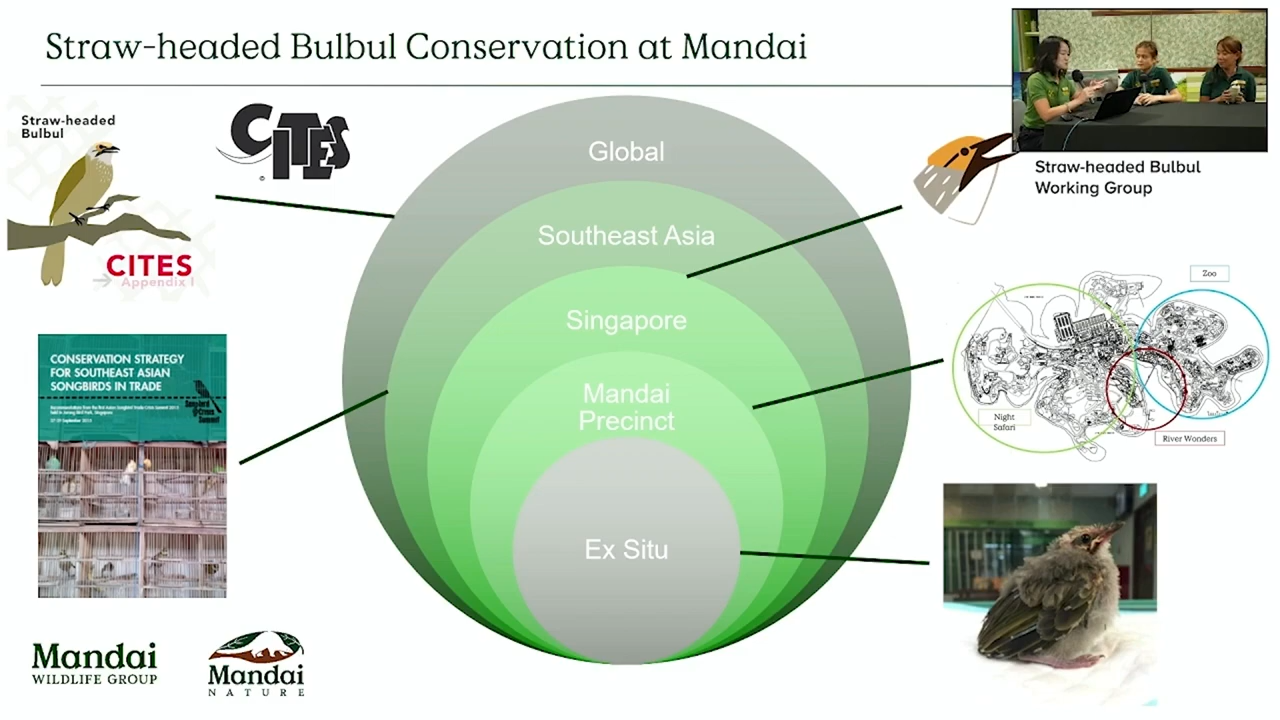 Straw-headed Bulbul Conservation at Mandai
Straw-headed
Bulbul
CITES
CITES
Appendix I
CONSERVATION STRATEGY
FOR SOUTHEAST ASIAN
SONGBIRDS IN TRADE
Mandai
WILDLIFE GROUP
Mandai
NATURE
Global
Southeast Asia
Singapore
Mandai
Precinct
Ex Situ
Straw-headed Bulbul
Working Group
Zoo
Night
Safari
River Wonders